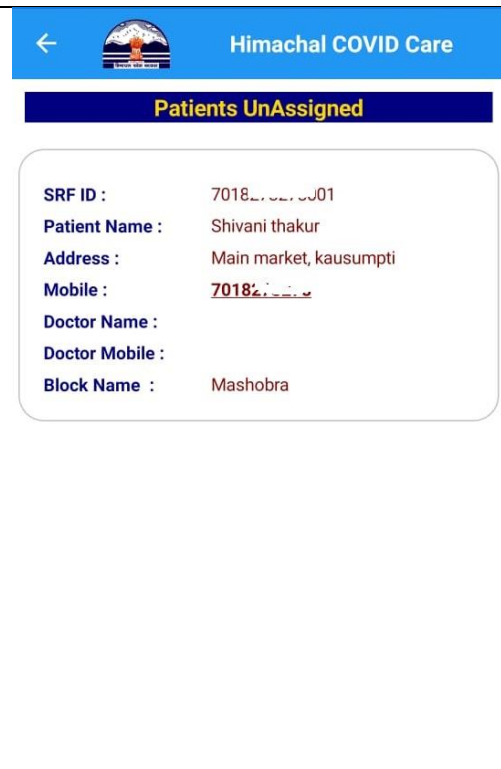 Himachal COVID Care
Patients UnAssigned
SRF ID :
Patient Name : Shivani thakur
Address : Main market, kausumpti
Mobile :
Doctor Name :
Doctor Mobile :
Block Name : Mashobra